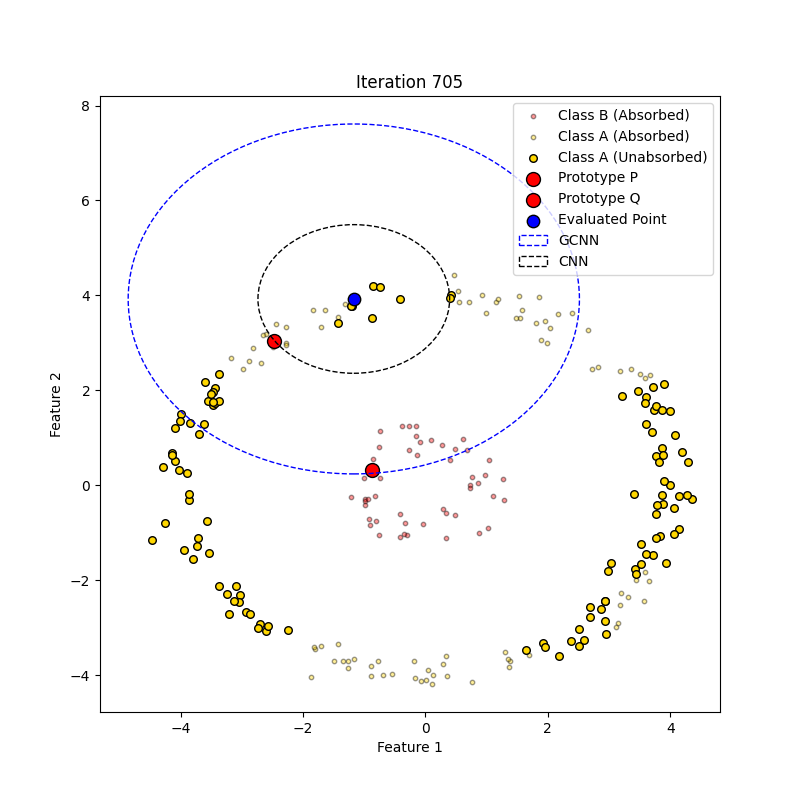 Iteration 705
Class B (Absorbed)
Class A (Absorbed)
Class A (Unabsorbed)
Prototype P
Prototype Q
Evaluated Point
GCNN
CNN
8
6
4
2
0
−2
−4
Feature 2
−4 −2 0 2 4
Feature 1